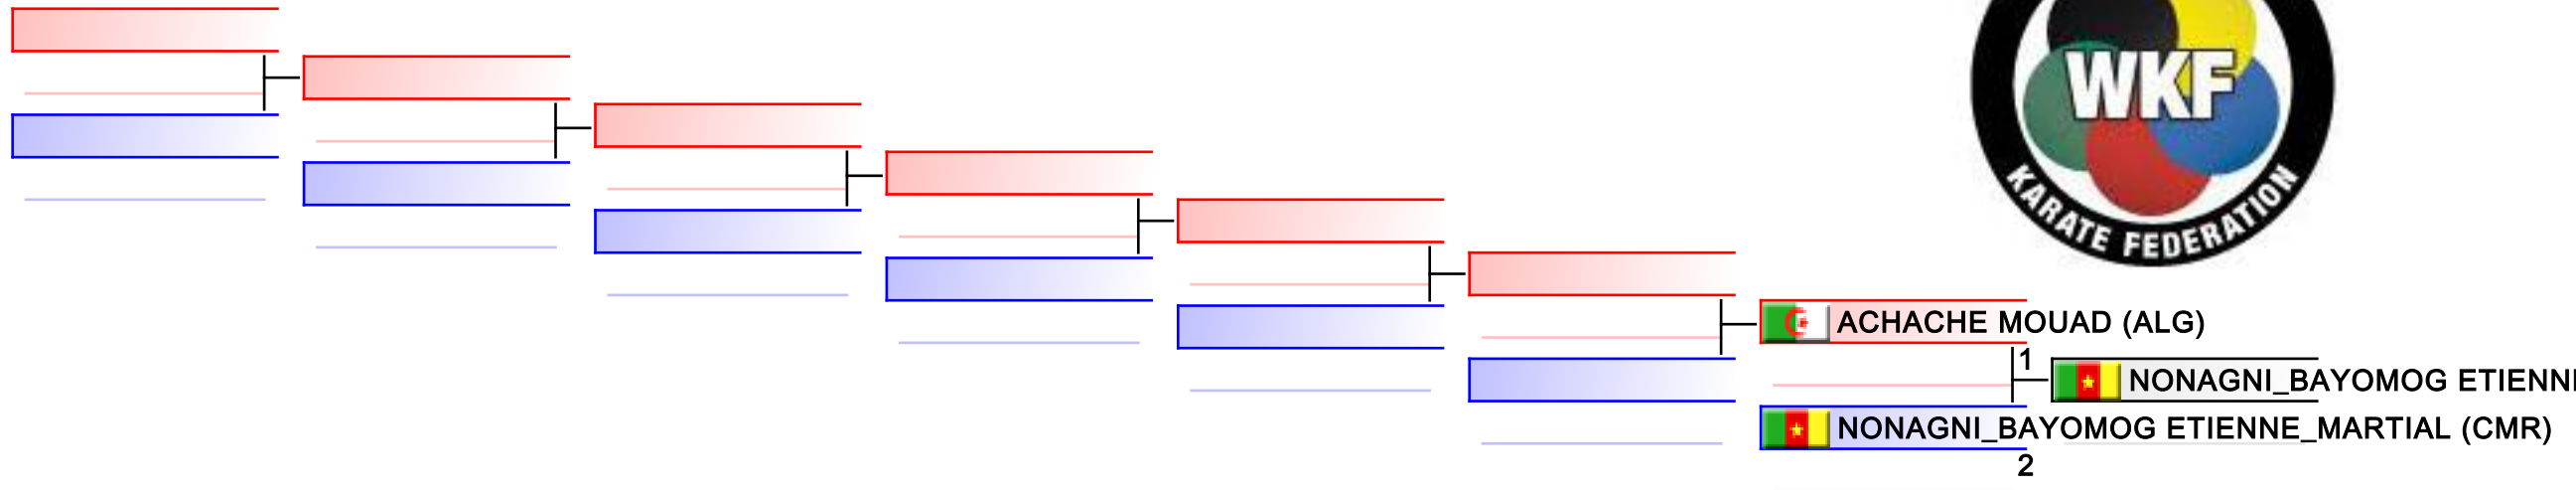 WKF
KARATE FEDERATION
ACHACHE MOUAD (ALG)
1
NONAGNI_BAYOMOG ETIENN
NONAGNI_BAYOMOG ETIENNE_MARTIAL (CMR)
2